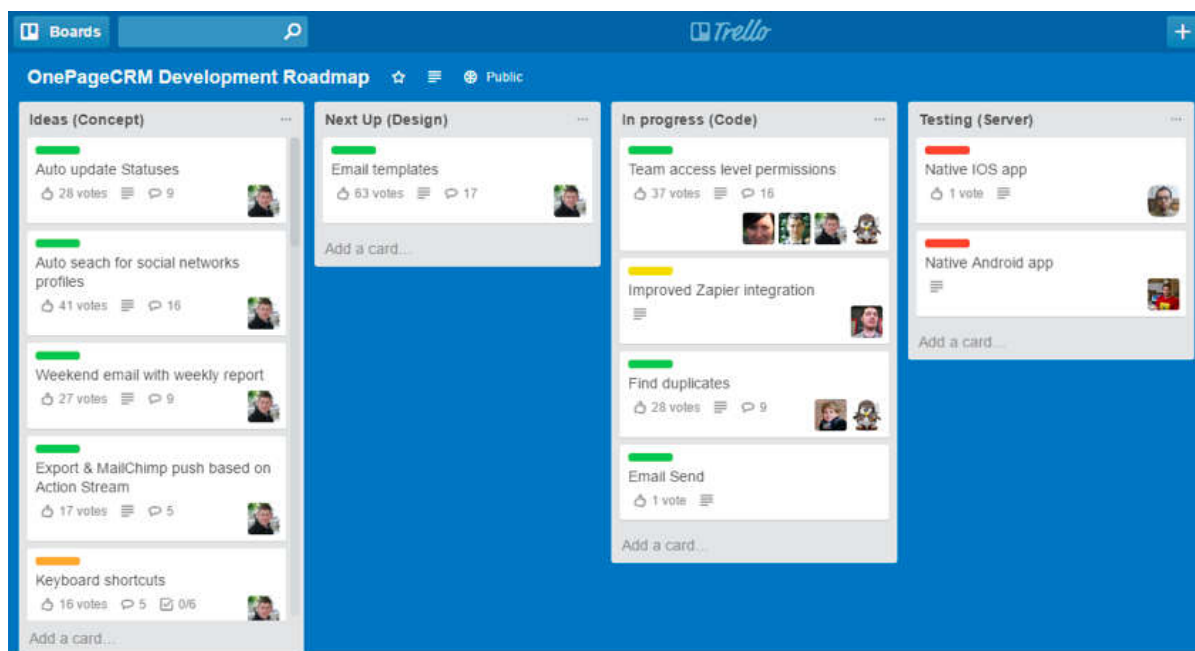 Boards
Trello
+
OnePageCRM Development Roadmap
Public
Ideas (Concept)
...
Auto update Statuses
28 votes 9
Auto seach for social networks
profiles
41 votes 16
Weekend email with weekly report
27 votes 9
Export & MailChimp push based on
Action Stream
17 votes 5
Keyboard shortcuts
16 votes 5 0/6
Add a card...
Next Up (Design)
...
Email templates
63 votes 17
Add a card...
In progress (Code)
...
Team access level permissions
37 votes 16
Improved Zapier integration
Find duplicates
28 votes 9
Email Send
1 vote
Add a card...
Testing (Server)
...
Native IOS app
1 vote
Native Android app
Add a card...